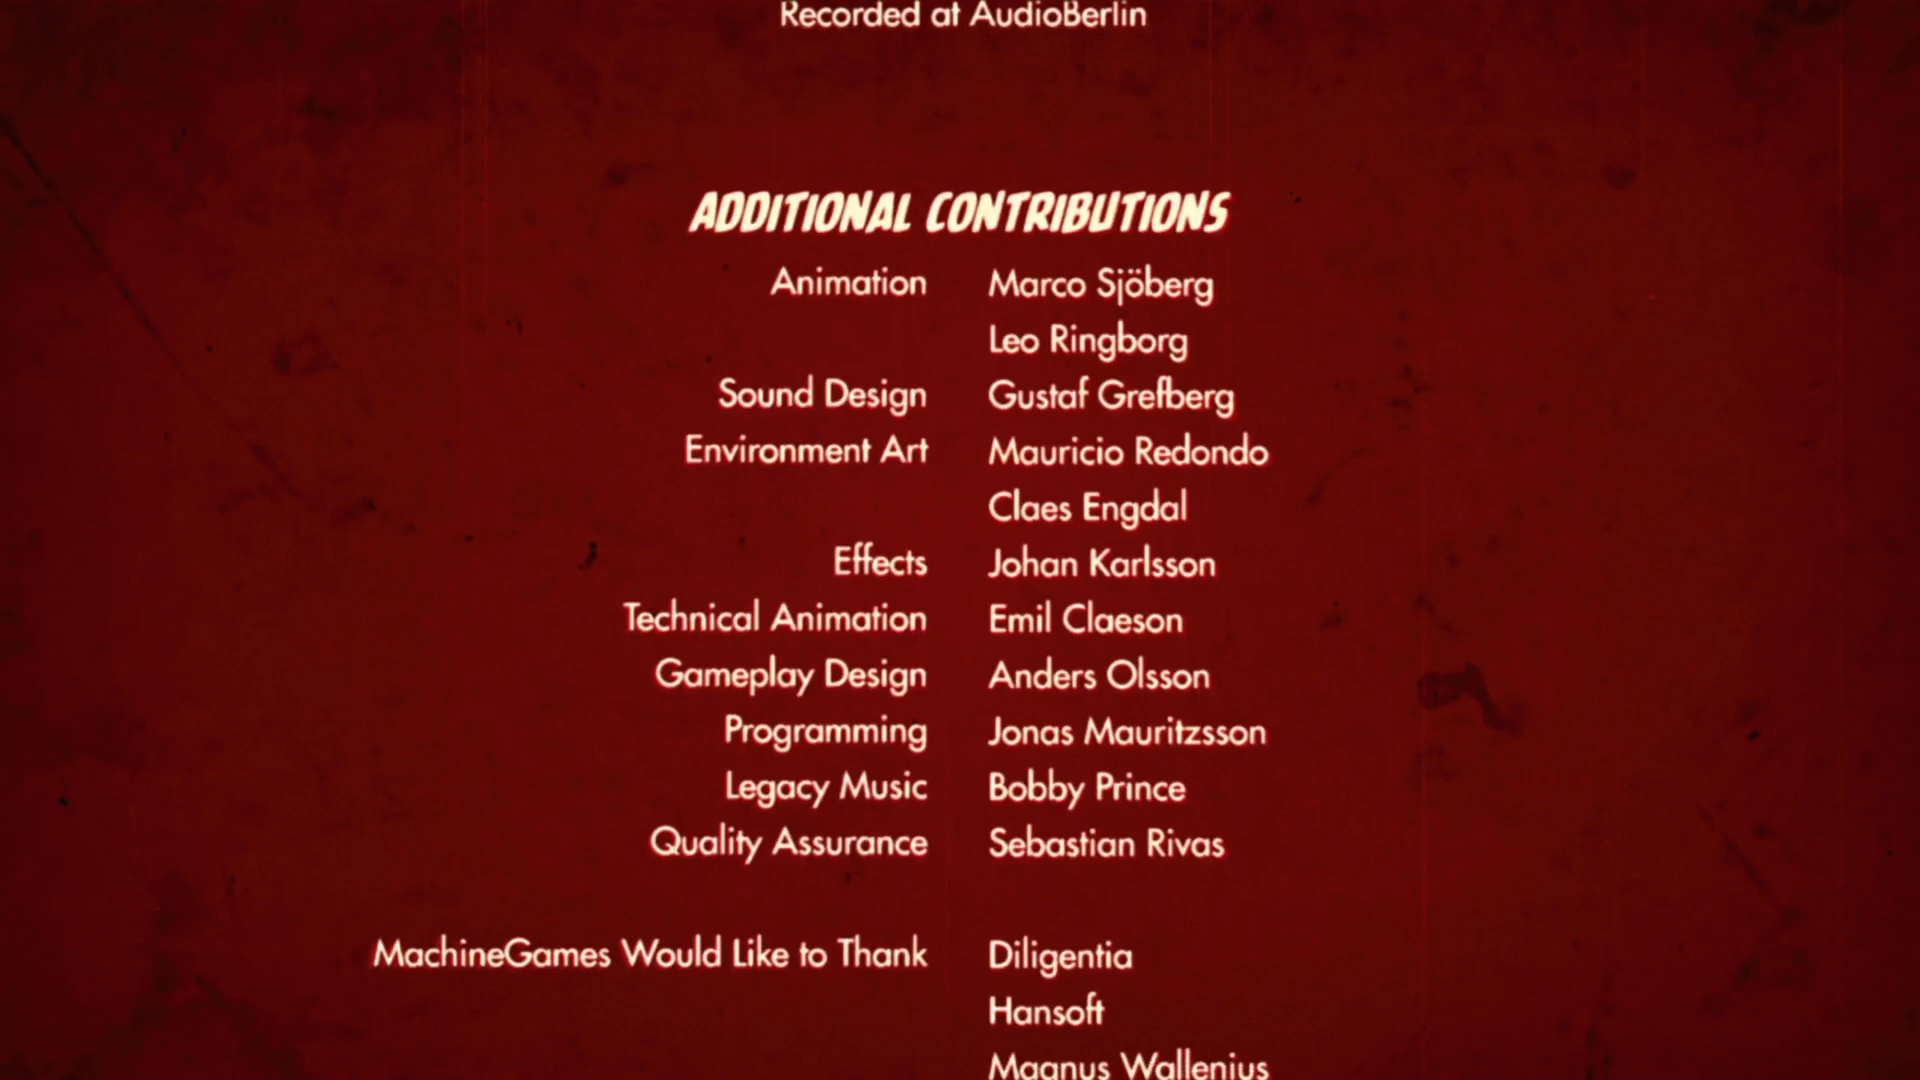 Recorded at AudioBerlin
ADDITIONAL CONTRIBUTIONS
Animation Marco Sjöberg
Leo Ringborg
Sound Design Gustaf Grefberg
Environment Art Mauricio Redondo
Claes Engdal
Effects Johan Karlsson
Technical Animation Emil Claeson
Gameplay Design Anders Olsson
Programming Jonas Mauritzsson
Legacy Music Bobby Prince
Quality Assurance Sebastian Rivas
MachineGames Would Like to Thank Diligentia
Hansoft
Magnus Wallenius